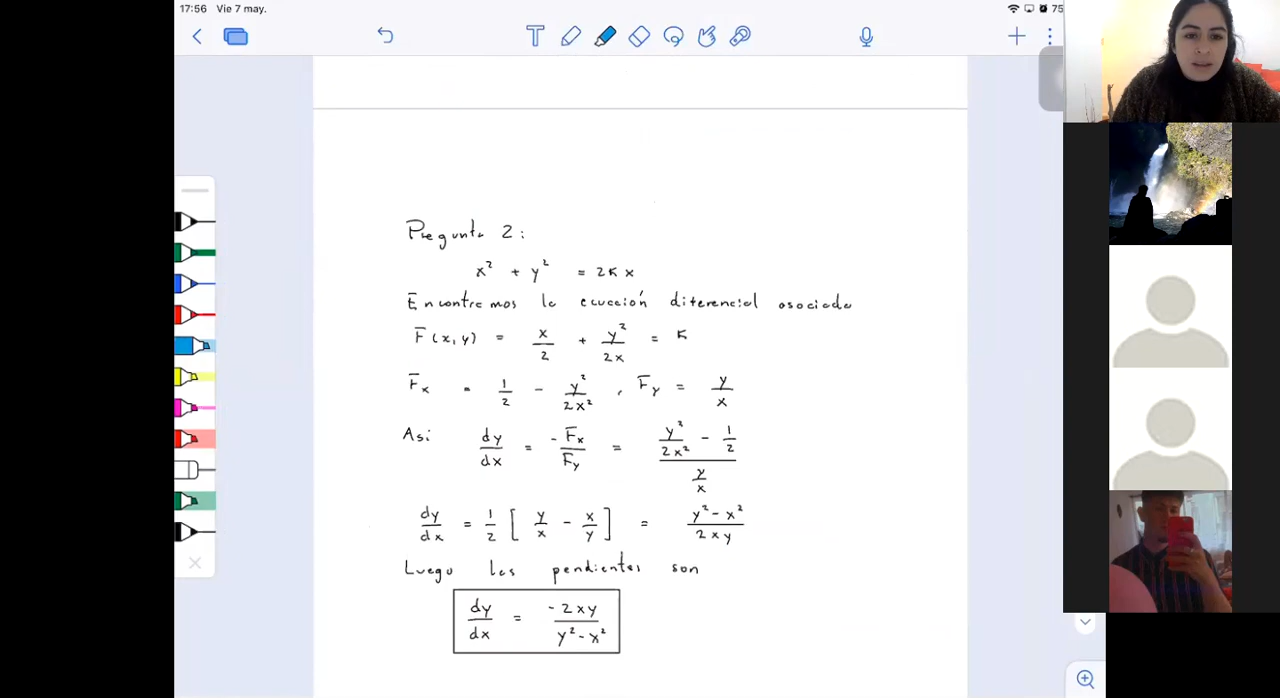 17:56 Vie 7 may.
75
T
Pregunta 2:
x² + y² = 2Kx
Encontremos la ecuación diferencial asociada
F(x,y) = x/2 + y²/2x = K
Fx = 1/2 - y²/2x² , Fy = y/x
Asi dy/dx = -Fx/Fy = (y²/2x² - 1/2)/(y/x)
dy/dx = 1/2 [ y/x - x/y ] = (y² - x²)/2xy
Luego las pendientes son
dy/dx = -2xy/(y² - x²)